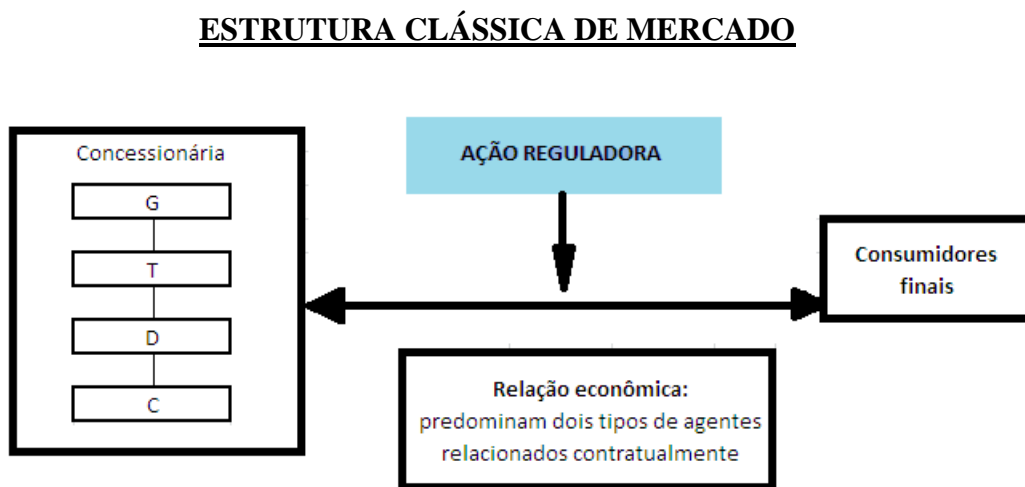 ESTRUTURA CLÁSSICA DE MERCADO
Concessionária
G
T
D
C
AÇÃO REGULADORA
Consumidores
finais
Relação econômica:
predominam dois tipos de agentes
relacionados contratualmente